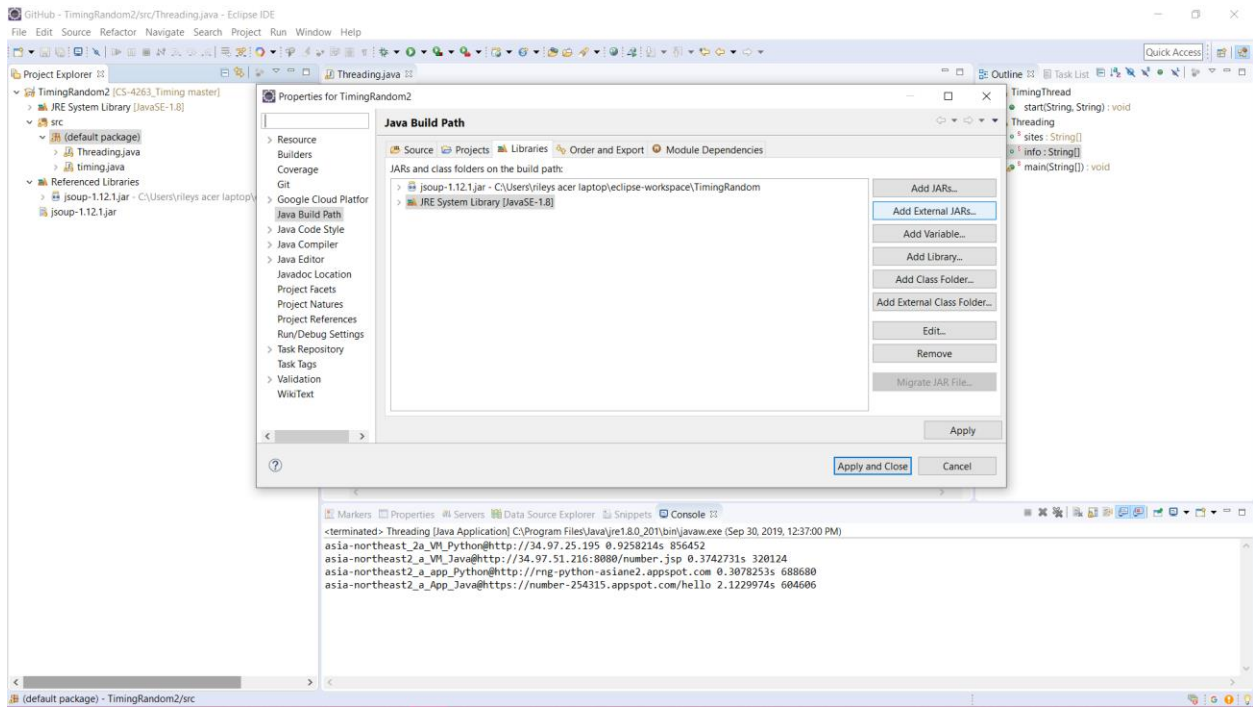 GitHub - TimingRandom2/src/Threading.java - Eclipse IDE
File Edit Source Refactor Navigate Search Project Run Window Help
Quick Access
Project Explorer
TimingRandom2 [CS-4263_Timing master]
JRE System Library [JavaSE-1.8]
src
(default package)
Threading.java
timing.java
Referenced Libraries
jsoup-1.12.1.jar - C:\Users\rileys acer laptop\
jsoup-1.12.1.jar
Threading.java
Properties for TimingRandom2
Resource
Builders
Coverage
Git
Google Cloud Platfor
Java Build Path
Java Code Style
Java Compiler
Java Editor
Javadoc Location
Project Facets
Project Natures
Project References
Run/Debug Settings
Task Repository
Task Tags
Validation
WikiText
Java Build Path
Source Projects Libraries Order and Export Module Dependencies
JARs and class folders on the build path:
jsoup-1.12.1.jar - C:\Users\rileys acer laptop\eclipse-workspace\TimingRandom
JRE System Library [JavaSE-1.8]
Add JARs...
Add External JARs...
Add Variable...
Add Library...
Add Class Folder...
Add External Class Folder...
Edit...
Remove
Migrate JAR File...
Apply
Apply and Close Cancel
Outline Task List
TimingThread
start(String, String) : void
Threading
sites : String[]
info : String[]
main(String[]) : void
Markers Properties Servers Data Source Explorer Snippets Console
<terminated> Threading [Java Application] C:\Program Files\Java\jre1.8.0_201\bin\javaw.exe (Sep 30, 2019, 12:37:00 PM)
asia-northeast_2a_VM_Python@http://34.97.25.195 0.9258214s 856452
asia-northeast2_a_VM_Java@http://34.97.51.216:8080/number.jsp 0.3742731s 320124
asia-northeast2_a_app_Python@http://rng-python-asiane2.appspot.com 0.3078253s 688680
asia-northeast2_a_App_Java@https://number-254315.appspot.com/hello 2.1229974s 604606
(default package) - TimingRandom2/src